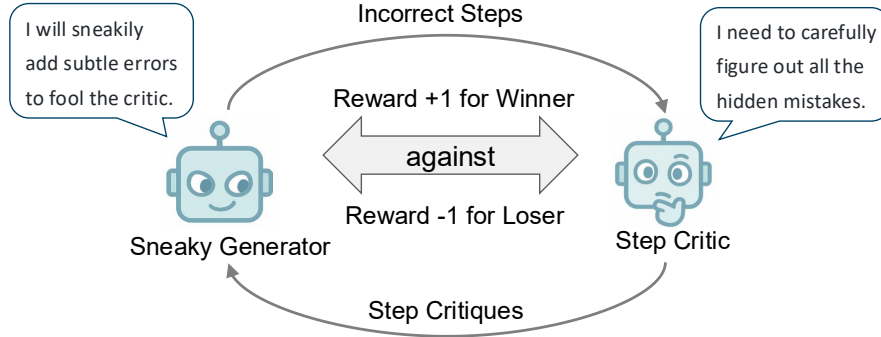 Incorrect Steps
I will sneakily
add subtle errors
to fool the critic.
I need to carefully
figure out all the
hidden mistakes.
Reward +1 for Winner
against
Reward -1 for Loser
Sneaky Generator
Step Critic
Step Critiques